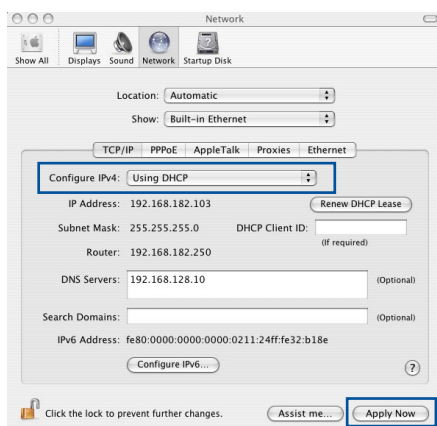 Network
Show All Displays Sound Network Startup Disk
Location: Automatic
Show: Built-in Ethernet
TCP/IP PPPoE AppleTalk Proxies Ethernet
Configure IPv4: Using DHCP
IP Address: 192.168.182.103 Renew DHCP Lease
Subnet Mask: 255.255.255.0 DHCP Client ID:
(If required)
Router: 192.168.182.250
DNS Servers: 192.168.128.10 (Optional)
Search Domains: (Optional)
IPv6 Address: fe80:0000:0000:0000:0211:24ff:fe32:b18e
Configure IPv6...
?
Click the lock to prevent further changes. Assist me... Apply Now